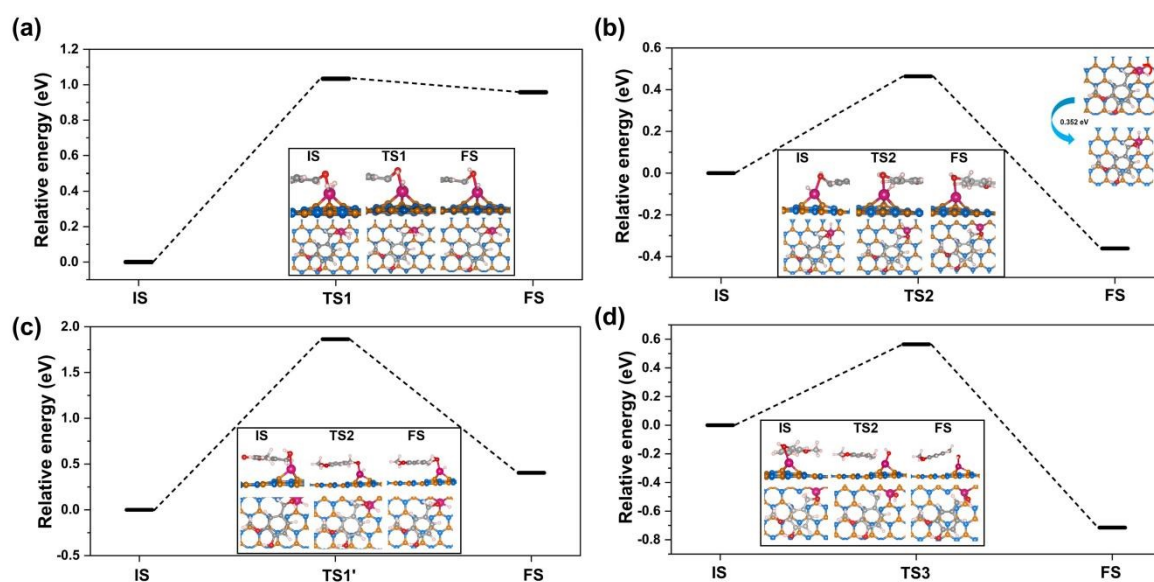 (a)
Relative energy (eV)
1.2
1.0
0.8
0.6
0.4
0.2
0.0
IS TS1 FS
IS TS1 FS
(b)
Relative energy (eV)
0.6
0.4
0.2
0.0
-0.2
-0.4
0.352 eV
IS TS2 FS
IS TS2 FS
(c)
Relative energy (eV)
2.0
1.5
1.0
0.5
0.0
-0.5
IS TS2 FS
IS TS1' FS
(d)
Relative energy (eV)
0.6
0.4
0.2
0.0
-0.2
-0.4
-0.6
-0.8
IS TS2 FS
IS TS3 FS